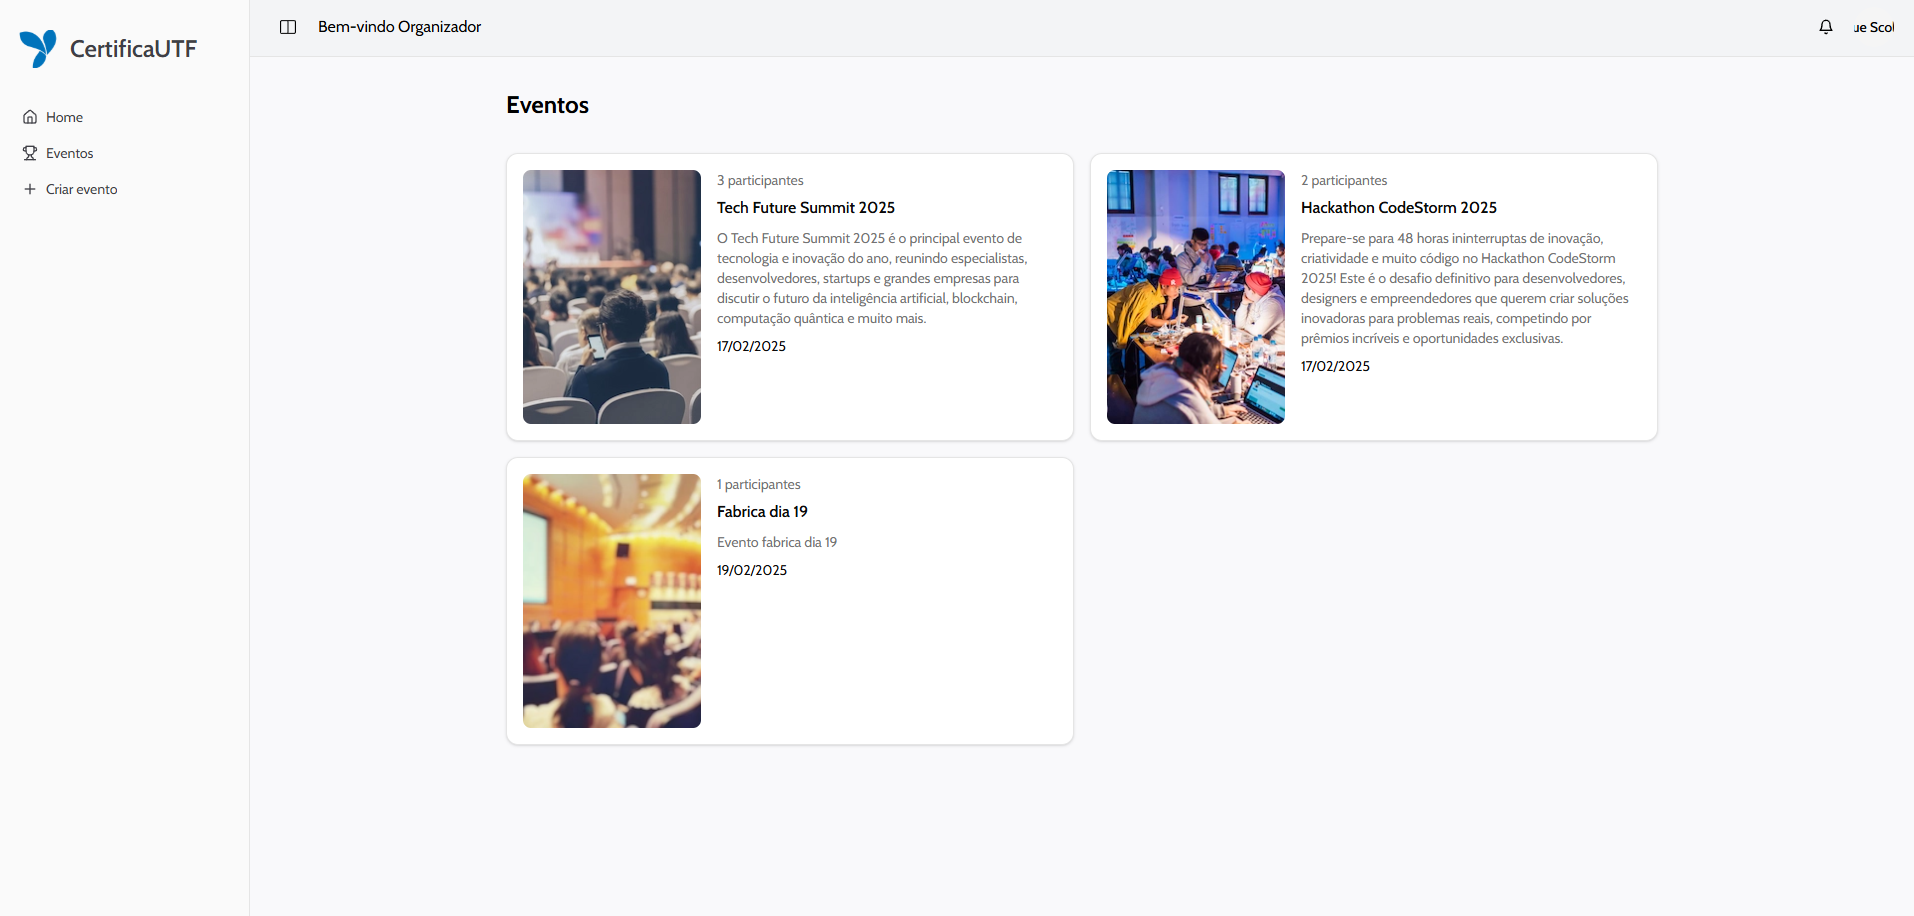 CertificaUTF
Home
Eventos
Criar evento
Bem-vindo Organizador
ue Scol
Eventos
3 participantes
Tech Future Summit 2025
O Tech Future Summit 2025 é o principal evento de
tecnologia e inovação do ano, reunindo especialistas,
desenvolvedores, startups e grandes empresas para
discutir o futuro da inteligência artificial, blockchain,
computação quântica e muito mais.
17/02/2025
2 participantes
Hackathon CodeStorm 2025
Prepare-se para 48 horas ininterruptas de inovação,
criatividade e muito código no Hackathon CodeStorm
2025! Este é o desafio definitivo para desenvolvedores,
designers e empreendedores que querem criar soluções
inovadoras para problemas reais, competindo por
prêmios incríveis e oportunidades exclusivas.
17/02/2025
1 participantes
Fabrica dia 19
Evento fabrica dia 19
19/02/2025